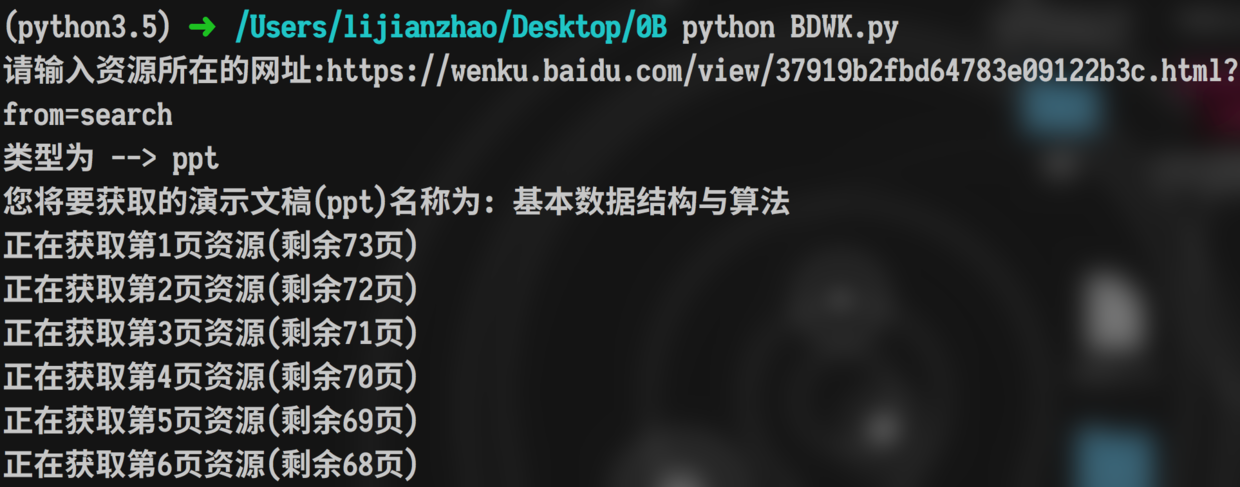 (python3.5) ➜ /Users/lijianzhao/Desktop/0B python BDWK.py
请输入资源所在的网址:https://wenku.baidu.com/view/37919b2fbd64783e09122b3c.html?
from=search
类型为 --> ppt
您将要获取的演示文稿(ppt)名称为: 基本数据结构与算法
正在获取第1页资源(剩余73页)
正在获取第2页资源(剩余72页)
正在获取第3页资源(剩余71页)
正在获取第4页资源(剩余70页)
正在获取第5页资源(剩余69页)
正在获取第6页资源(剩余68页)